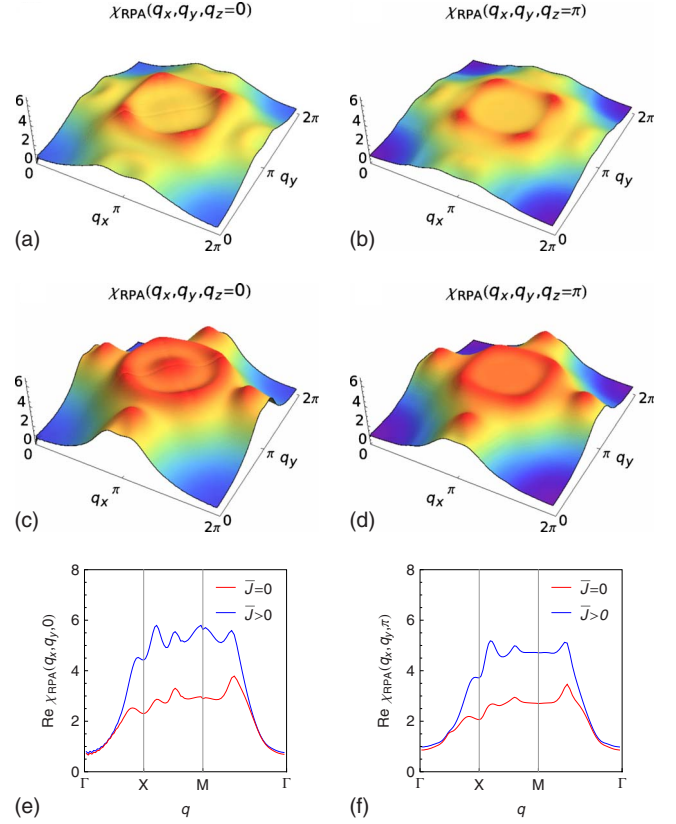 χRPA(qx,qy,qz=0)
χRPA(qx,qy,qz=π)
6
4
2
0
0
qx
π
2π
0
π
qy
2π
(a)
6
4
2
0
0
qx
π
2π
0
π
qy
2π
(b)
χRPA(qx,qy,qz=0)
χRPA(qx,qy,qz=π)
6
4
2
0
0
qx
π
2π
0
π
qy
2π
(c)
6
4
2
0
0
qx
π
2π
0
π
qy
2π
(d)
Re χRPA(qx,qy,0)
8
6
4
2
0
J̅=0
J̅>0
Γ X M Γ
q
(e)
Re χRPA(qx,qy,π)
8
6
4
2
0
J̅=0
J̅>0
Γ X M Γ
q
(f)